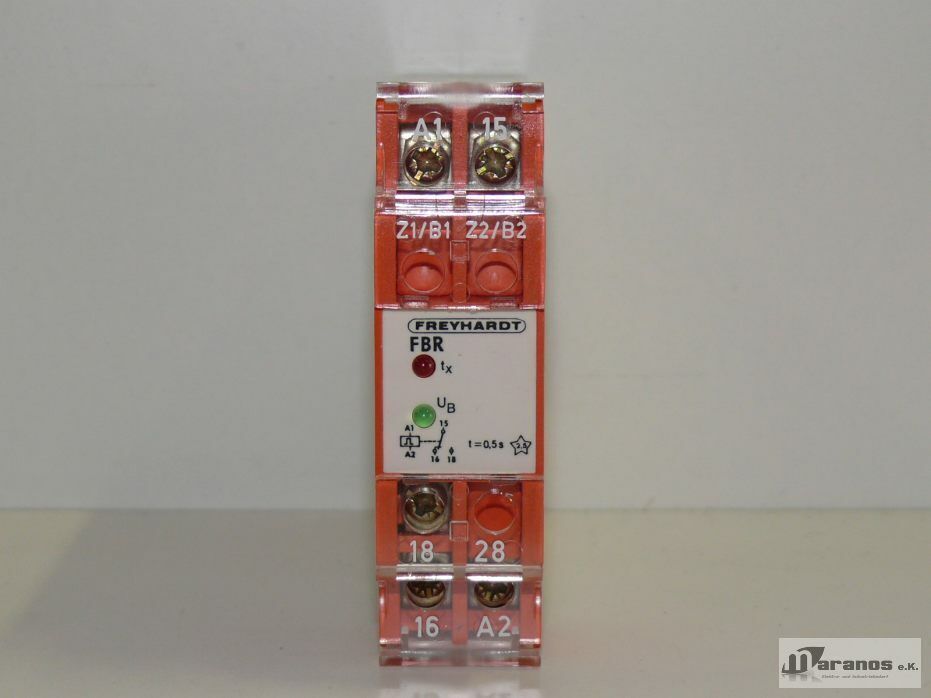 A1 15
Z1/B1 Z2/B2
FREYHARDT
FBR
tx
UB
15
A1
A2
t=0,5s
16 18
18 28
16 A2
maranos e.K.